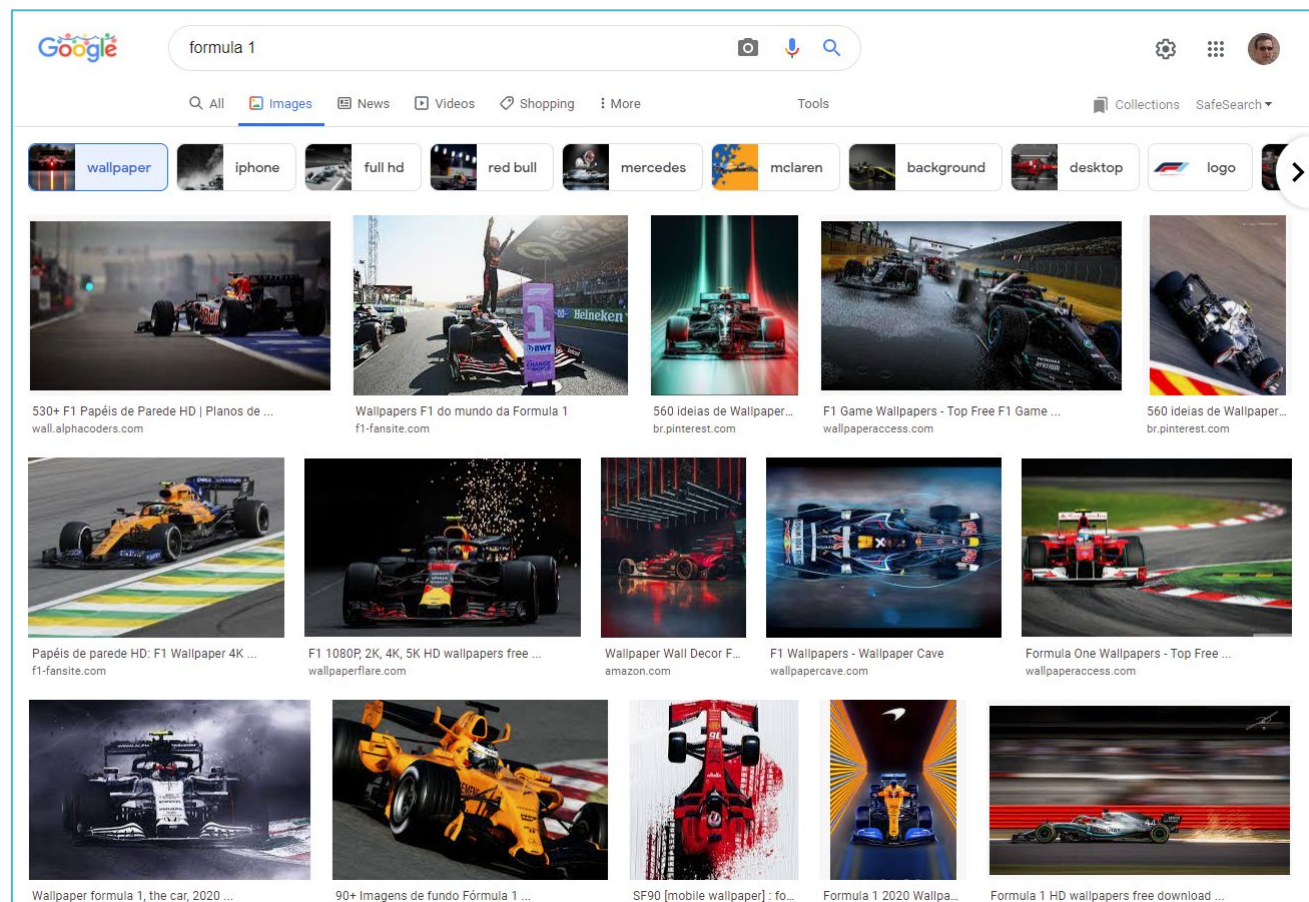 Google
formula 1
All Images News Videos Shopping More Tools Collections SafeSearch
wallpaper iphone full hd red bull mercedes mclaren background desktop logo
Heineken
1
BWT
530+ F1 Papéis de Parede HD | Planos de ...
wall.alphacoders.com
Wallpapers F1 do mundo da Formula 1
f1-fansite.com
560 ideias de Wallpaper...
br.pinterest.com
F1 Game Wallpapers - Top Free F1 Game ...
wallpaperaccess.com
560 ideias de Wallpaper...
br.pinterest.com
Papéis de parede HD: F1 Wallpaper 4K ...
f1-fansite.com
F1 1080P, 2K, 4K, 5K HD wallpapers free ...
wallpaperflare.com
Wallpaper Wall Decor F...
amazon.com
F1 Wallpapers - Wallpaper Cave
wallpapercave.com
Formula One Wallpapers - Top Free ...
wallpaperaccess.com
16
44
Wallpaper formula 1, the car, 2020 ...
90+ Imagens de fundo Fórmula 1 ...
SF90 [mobile wallpaper] : fo...
Formula 1 2020 Wallpa...
Formula 1 HD wallpapers free download ...